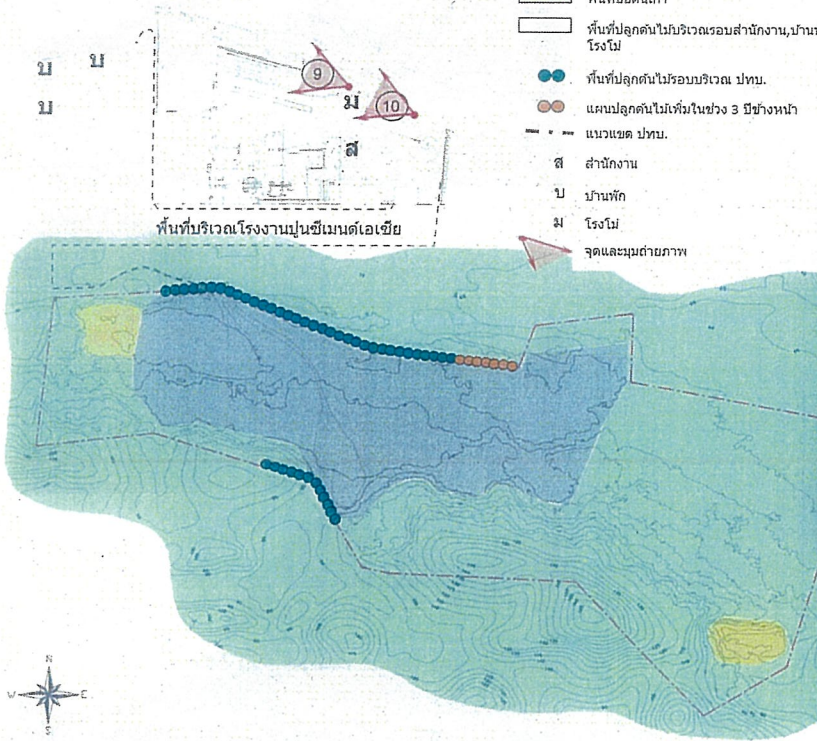 พื้นที่ปลูกต้นไม้บริเวณรอบสำนักงาน,บ้าน
โรงโม่
พื้นที่ปลูกต้นไม้รอบบริเวณ ปทบ.
แผนปลูกต้นไม้เพิ่มในช่วง 3 ปีข้างหน้า
แนวเขต ปทบ.
ส สำนักงาน
บ บ้านพัก
ม โรงโม่
จุดและมุมถ่ายภาพ
บ บ
บ
9
ม 10
ส
พื้นที่บริเวณโรงงานปูนซีเมนต์เอเซีย
N
W E
S